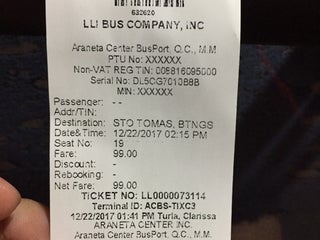 632620
LLI BUS COMPANY, INC
Araneta Center BusPort, Q.C., M.M
PTU No: XXXXXX
Non-VAT REG TIN: 005816095000
Serial No: DL5CG7013B8B
MIN: XXXXXX
Passenger: - -
Addr/TIN:
Destination: STO TOMAS, BTNGS
Date&Time: 12/22/2017 02:15 PM
Seat No: 19
Fare: 99.00
Discount: -
Rebooking: -
Net Fare: 99.00
TICKET NO: LL0000073114
Terminal ID: ACBS-TIXC3
12/22/2017 01:41 PM Turla, Clarissa
ARANETA CENTER INC.
Araneta Center BusPort, Q.C., M.M